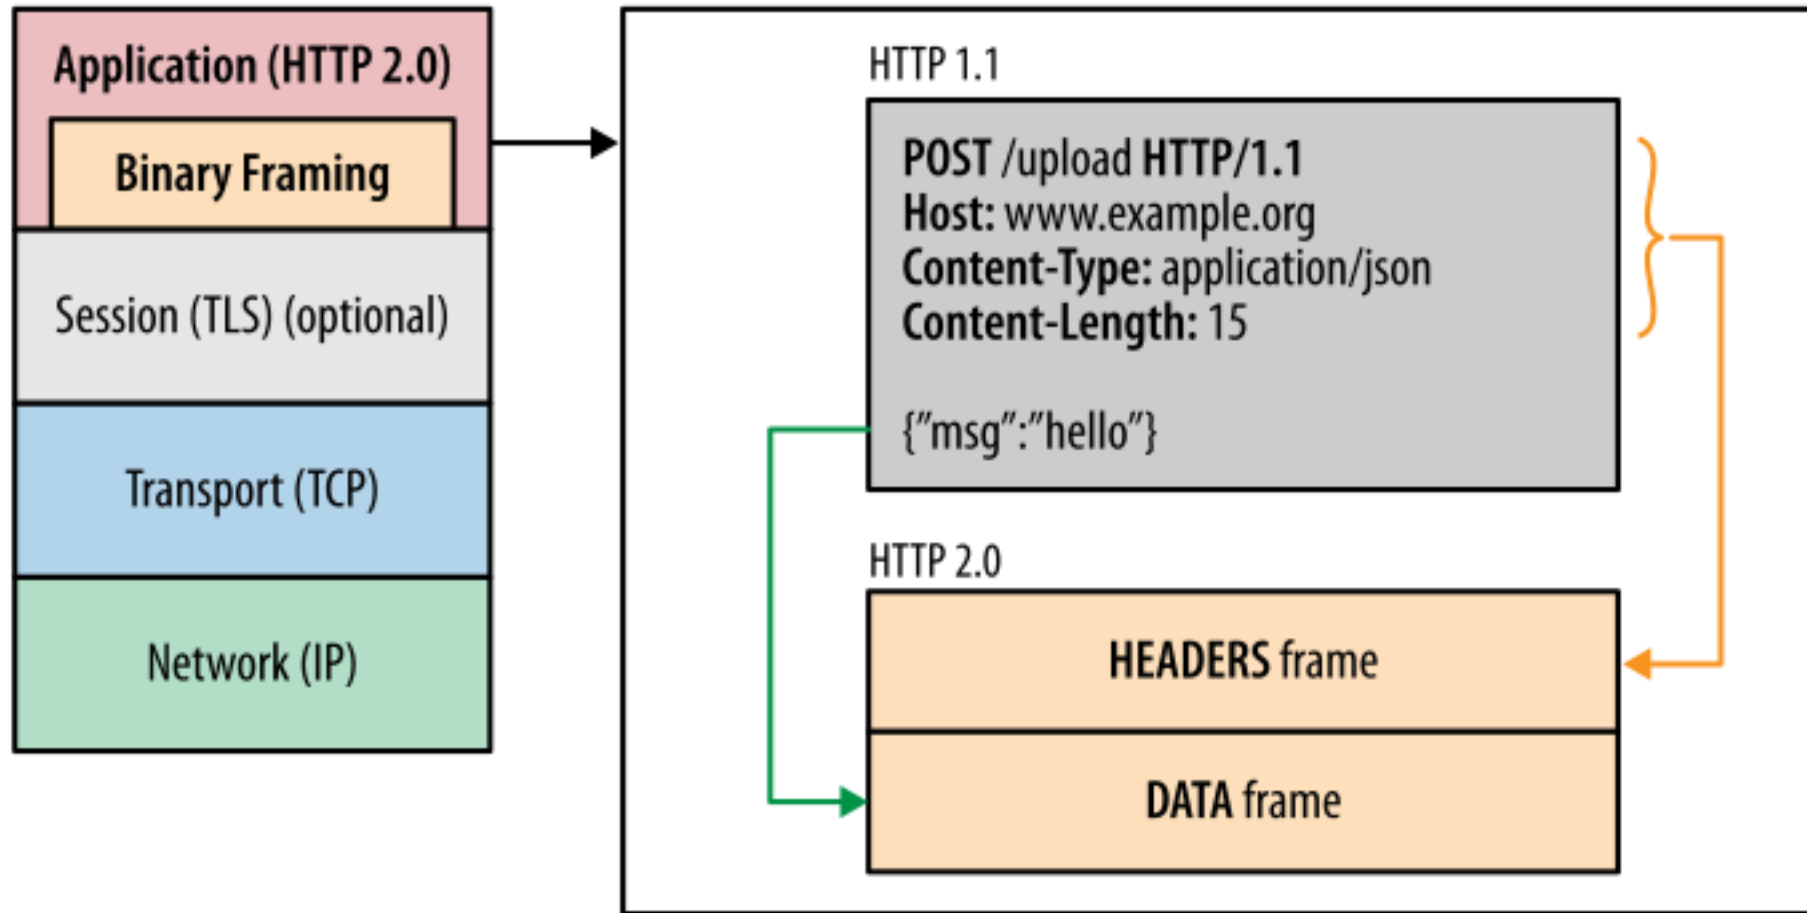 Application (HTTP 2.0)
Binary Framing
Session (TLS) (optional)
Transport (TCP)
Network (IP)
HTTP 1.1
POST /upload HTTP/1.1
Host: www.example.org
Content-Type: application/json
Content-Length: 15
{”msg”:”hello”}
HTTP 2.0
HEADERS frame
DATA frame